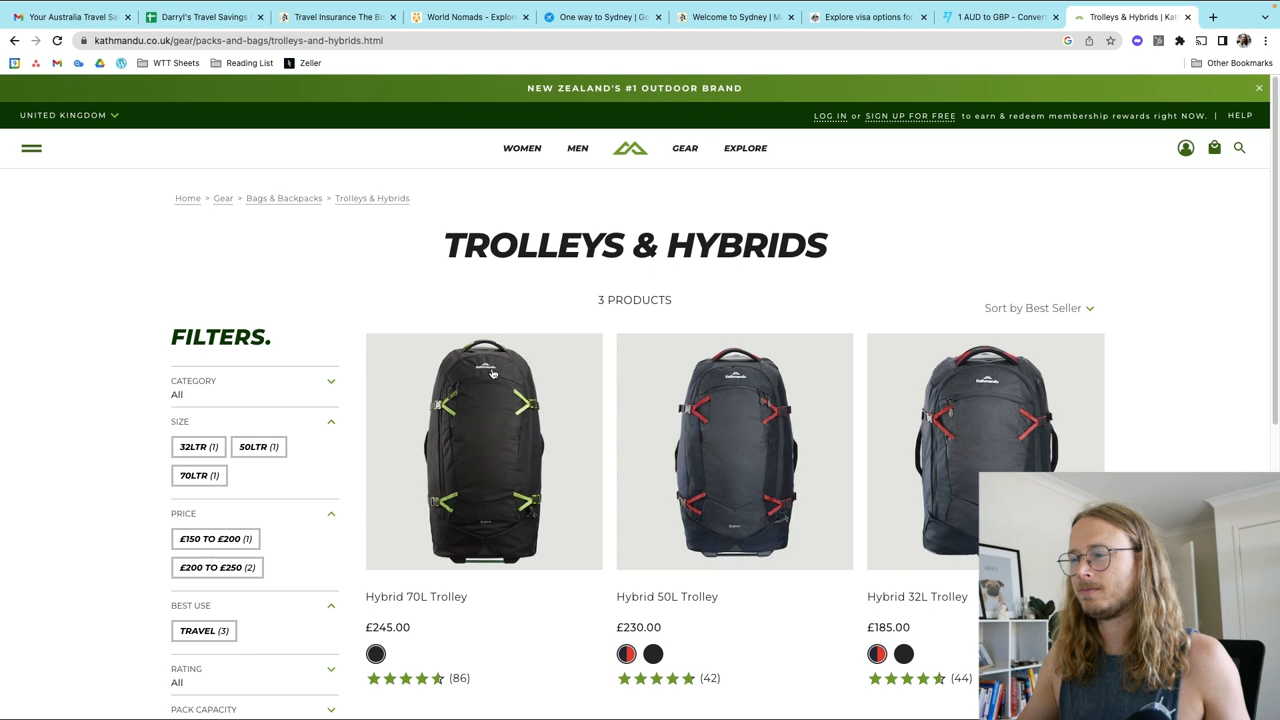 Your Australia Travel Sa
Darryl's Travel Savings
Travel Insurance The Bo
World Nomads - Explor
One way to Sydney | Go
Welcome to Sydney | M
Explore visa options for
1 AUD to GBP - Convert
Trolleys & Hybrids | Kat
kathmandu.co.uk/gear/packs-and-bags/trolleys-and-hybrids.html
WTT Sheets
Reading List
Zeller
Other Bookmarks
NEW ZEALAND'S #1 OUTDOOR BRAND
UNITED KINGDOM
LOG IN or SIGN UP FOR FREE to earn & redeem membership rewards right NOW. | HELP
WOMEN MEN GEAR EXPLORE
Home > Gear > Bags & Backpacks > Trolleys & Hybrids
TROLLEYS & HYBRIDS
3 PRODUCTS
Sort by Best Seller
FILTERS.
CATEGORY
All
SIZE
32LTR (1) 50LTR (1)
70LTR (1)
PRICE
£150 TO £200 (1)
£200 TO £250 (2)
BEST USE
TRAVEL (3)
RATING
All
PACK CAPACITY
Kathmandu
Kathmandu
Kathmandu
Hybrid 70L Trolley
£245.00
(86)
Hybrid 50L Trolley
£230.00
(42)
Hybrid 32L Trolley
£185.00
(44)